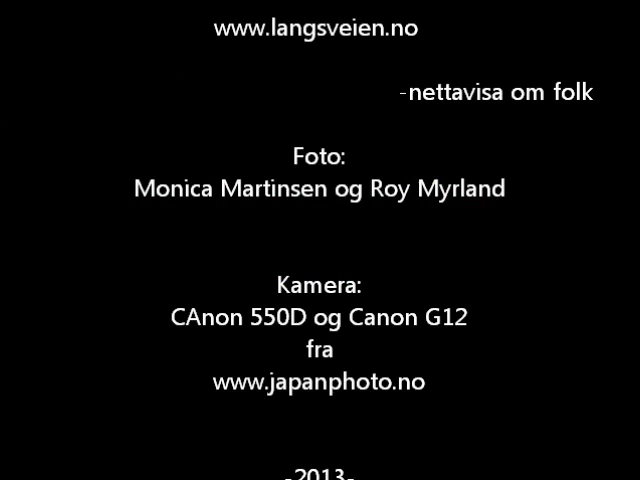 www.langsveien.no
-nettavisa om folk
Foto:
Monica Martinsen og Roy Myrland
Kamera:
CAnon 550D og Canon G12
fra
www.japanphoto.no
-2013-